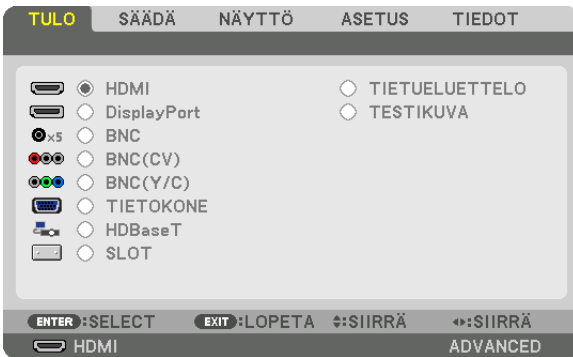 TULO SÄÄDÄ NÄYTTÖ ASETUS TIEDOT
HDMI TIETUELUETTELO
DisplayPort TESTIKUVA
×5 BNC
BNC(CV)
BNC(Y/C)
TIETOKONE
HDBaseT
SLOT
ENTER :SELECT EXIT :LOPETA :SIIRRÄ :SIIRRÄ
HDMI ADVANCED